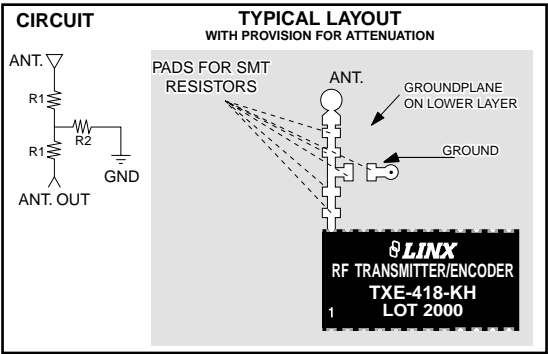 CIRCUIT
TYPICAL LAYOUT
WITH PROVISION FOR ATTENUATION
ANT.
R1
R2
R1
GND
ANT. OUT
PADS FOR SMT
RESISTORS
ANT.
GROUNDPLANE
ON LOWER LAYER
GROUND
LINX
RF TRANSMITTER/ENCODER
TXE-418-KH
1
LOT 2000